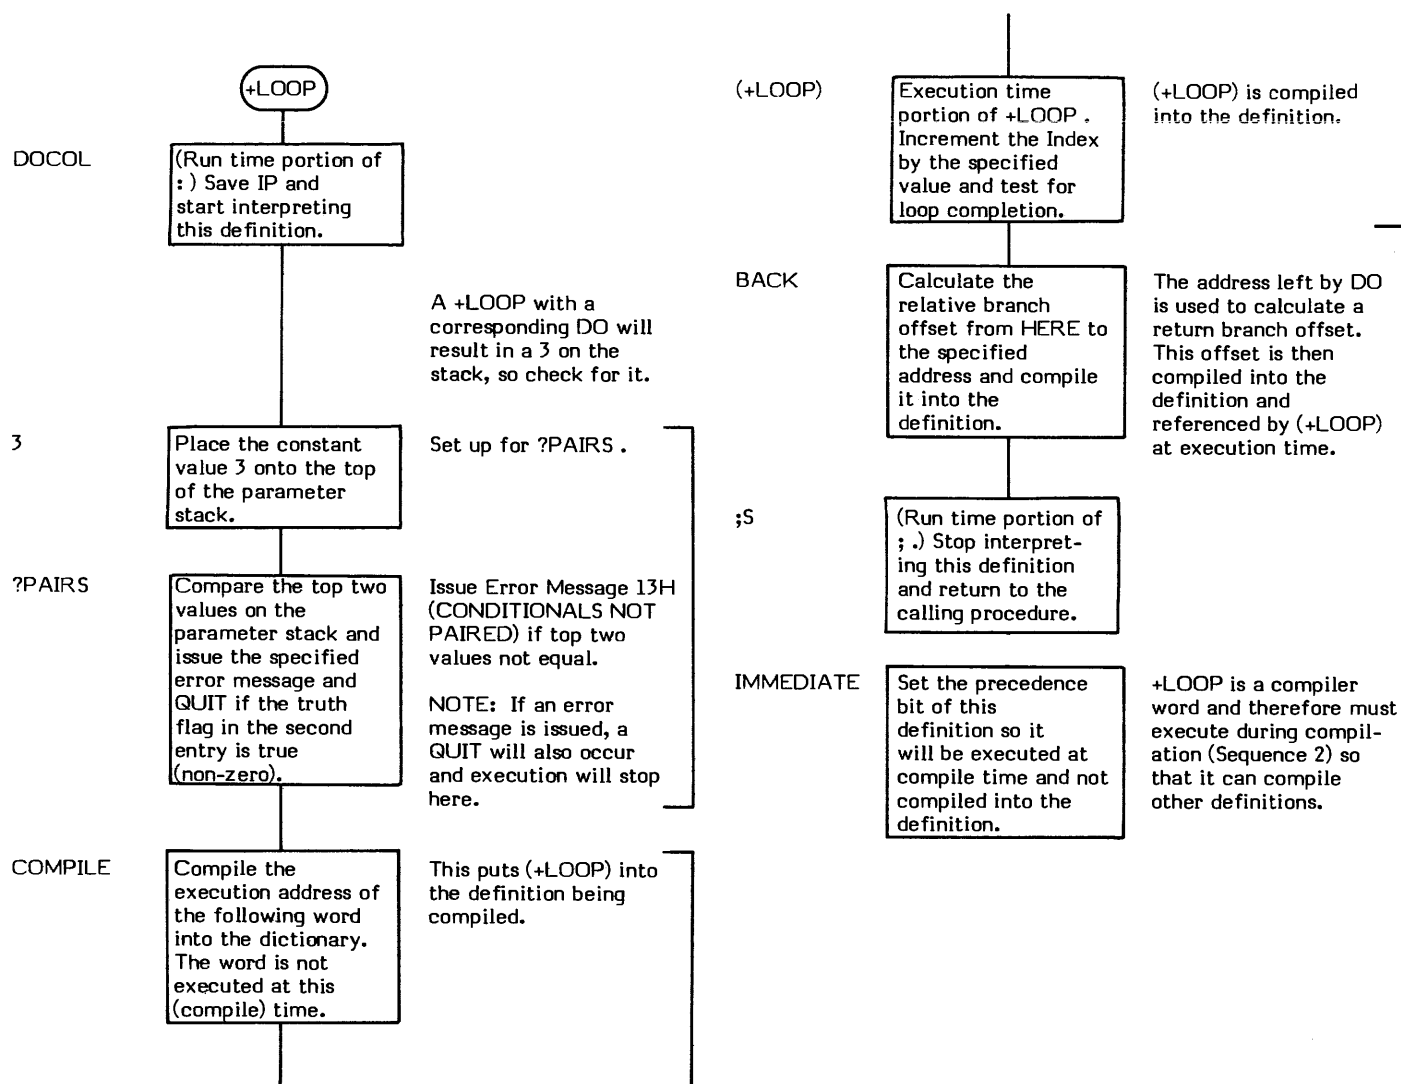 +LOOP
DOCOL
(Run time portion of
: ) Save IP and
start interpreting
this definition.
A +LOOP with a
corresponding DO will
result in a 3 on the
stack, so check for it.
3
Place the constant
value 3 onto the top
of the parameter
stack.
Set up for ?PAIRS .
?PAIRS
Compare the top two
values on the
parameter stack and
issue the specified
error message and
QUIT if the truth
flag in the second
entry is true
(non-zero).
Issue Error Message 13H
(CONDITIONALS NOT
PAIRED) if top two
values not equal.
NOTE: If an error
message is issued, a
QUIT will also occur
and execution will stop
here.
COMPILE
Compile the
execution address of
the following word
into the dictionary.
The word is not
executed at this
(compile) time.
This puts (+LOOP) into
the definition being
compiled.
(+LOOP)
Execution time
portion of +LOOP .
Increment the Index
by the specified
value and test for
loop completion.
(+LOOP) is compiled
into the definition.
BACK
Calculate the
relative branch
offset from HERE to
the specified
address and compile
it into the
definition.
The address left by DO
is used to calculate a
return branch offset.
This offset is then
compiled into the
definition and
referenced by (+LOOP)
at execution time.
;S
(Run time portion of
; .) Stop interpret-
ing this definition
and return to the
calling procedure.
IMMEDIATE
Set the precedence
bit of this
definition so it
will be executed at
compile time and not
compiled into the
definition.
+LOOP is a compiler
word and therefore must
execute during compil-
ation (Sequence 2) so
that it can compile
other definitions.